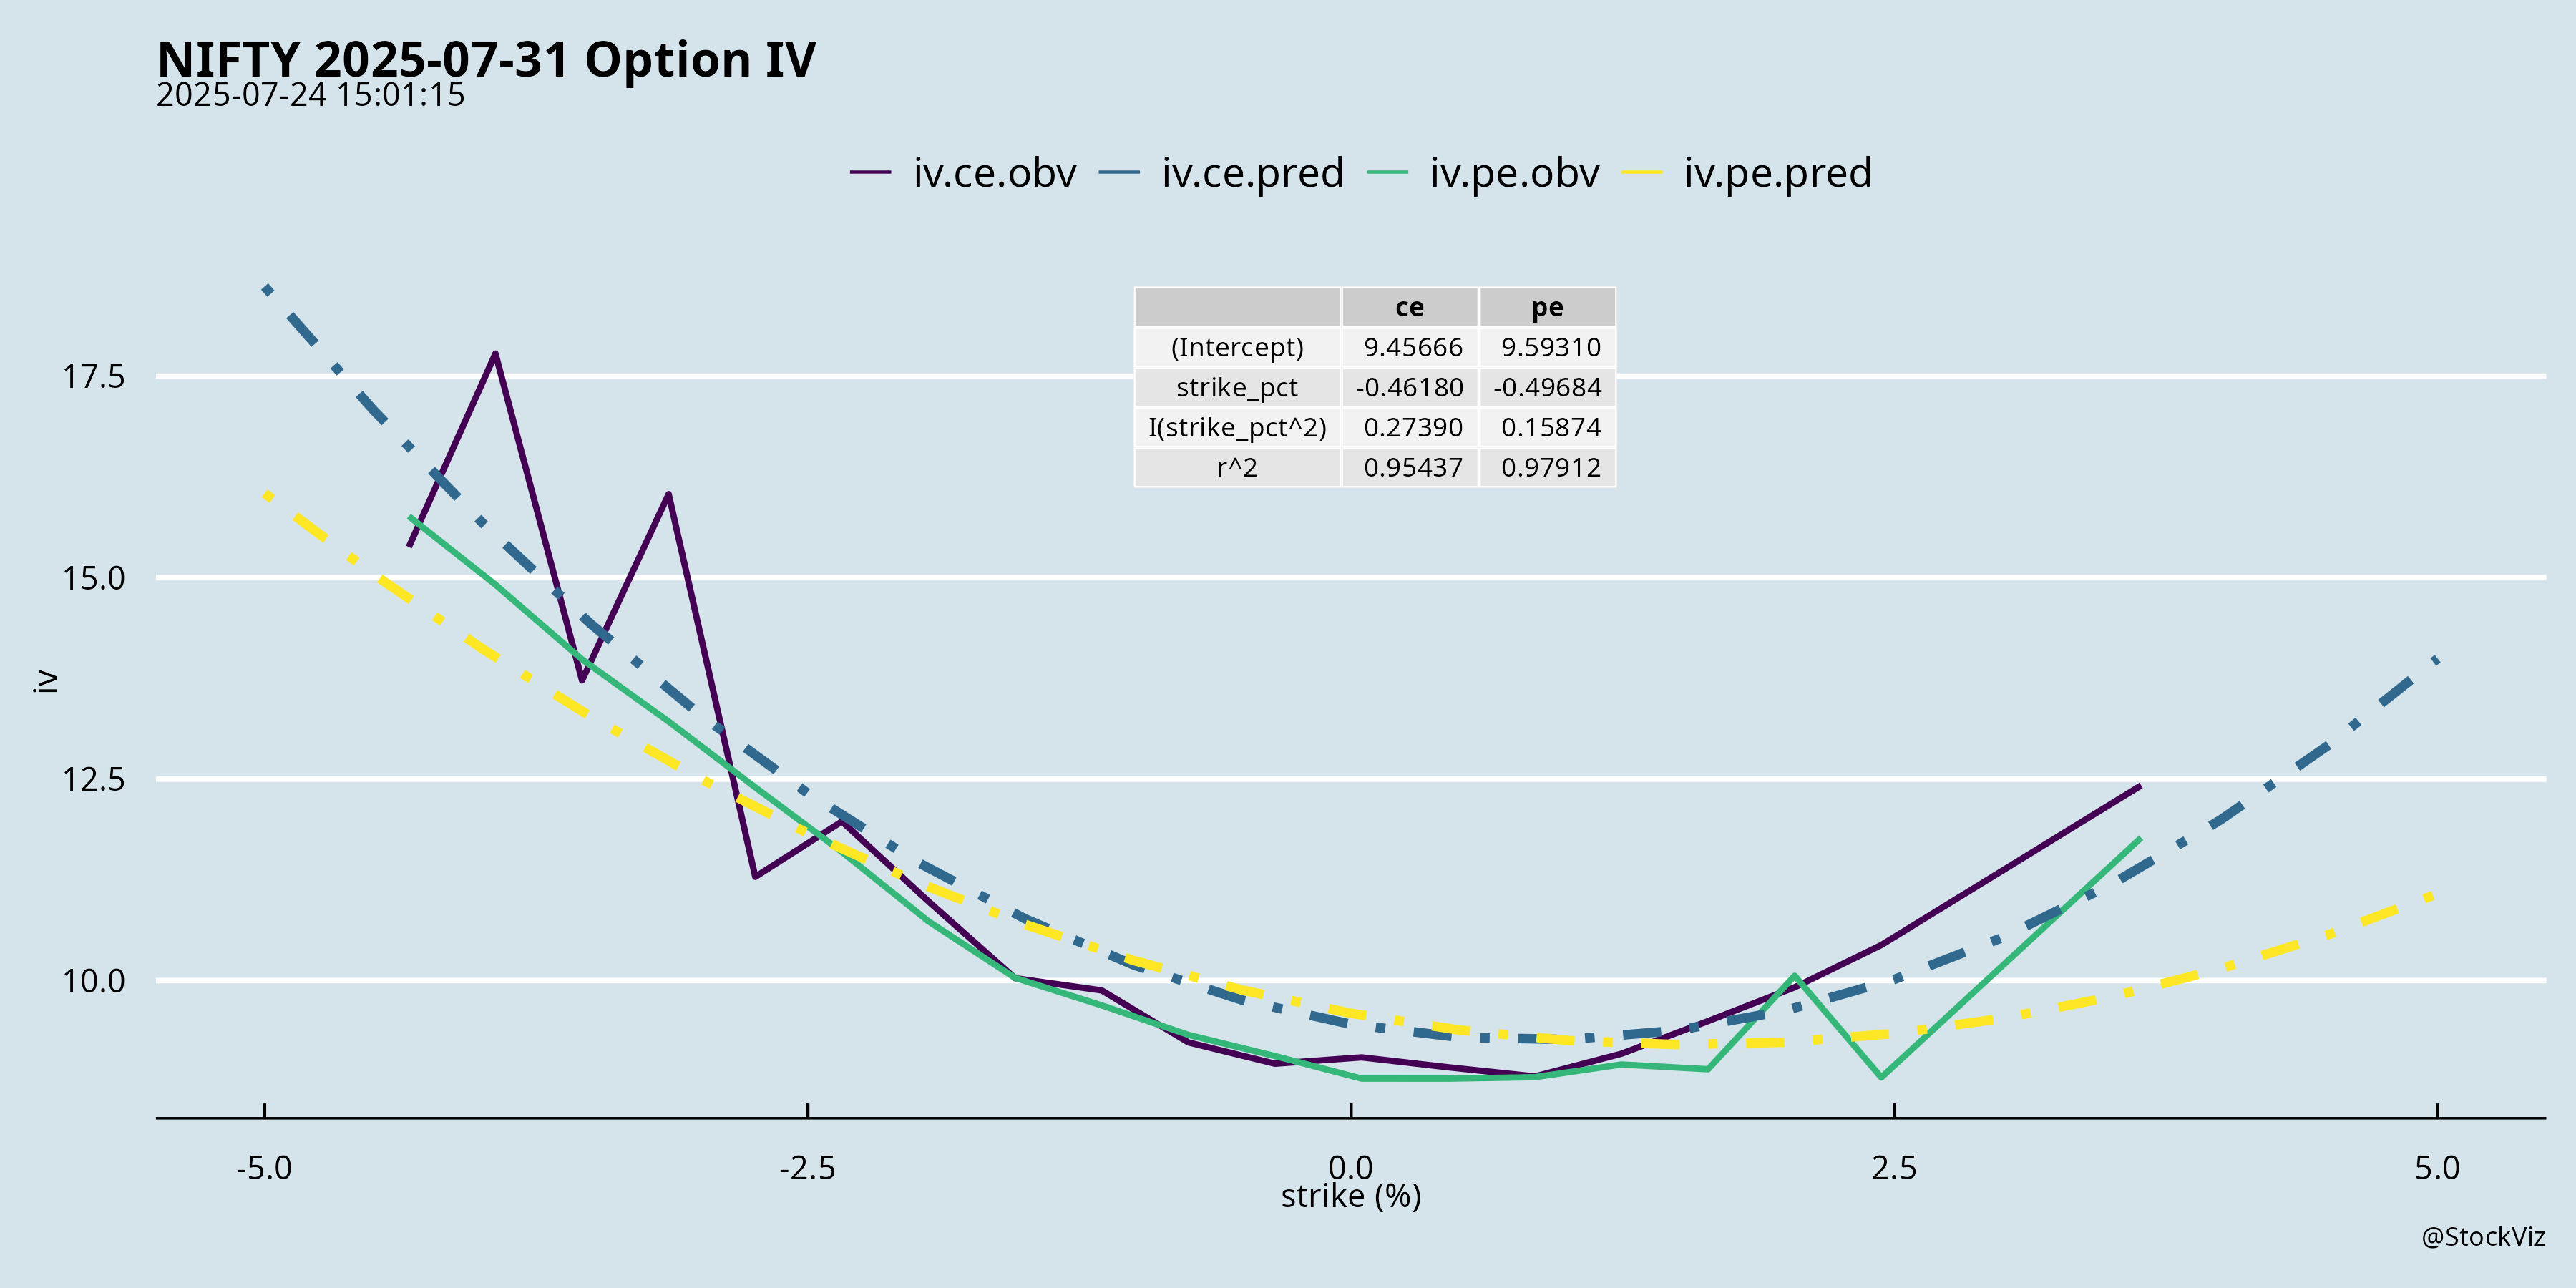 NIFTY 2025-07-31 Option IV
2025-07-24 15:01:15
iv.ce.obv iv.ce.pred iv.pe.obv iv.pe.pred
ce pe
(Intercept) 9.45666 9.59310
strike_pct -0.46180 -0.49684
I(strike_pct^2) 0.27390 0.15874
r^2 0.95437 0.97912
17.5
15.0
12.5
10.0
iv
-5.0 -2.5 0.0 2.5 5.0
strike (%)
@StockViz